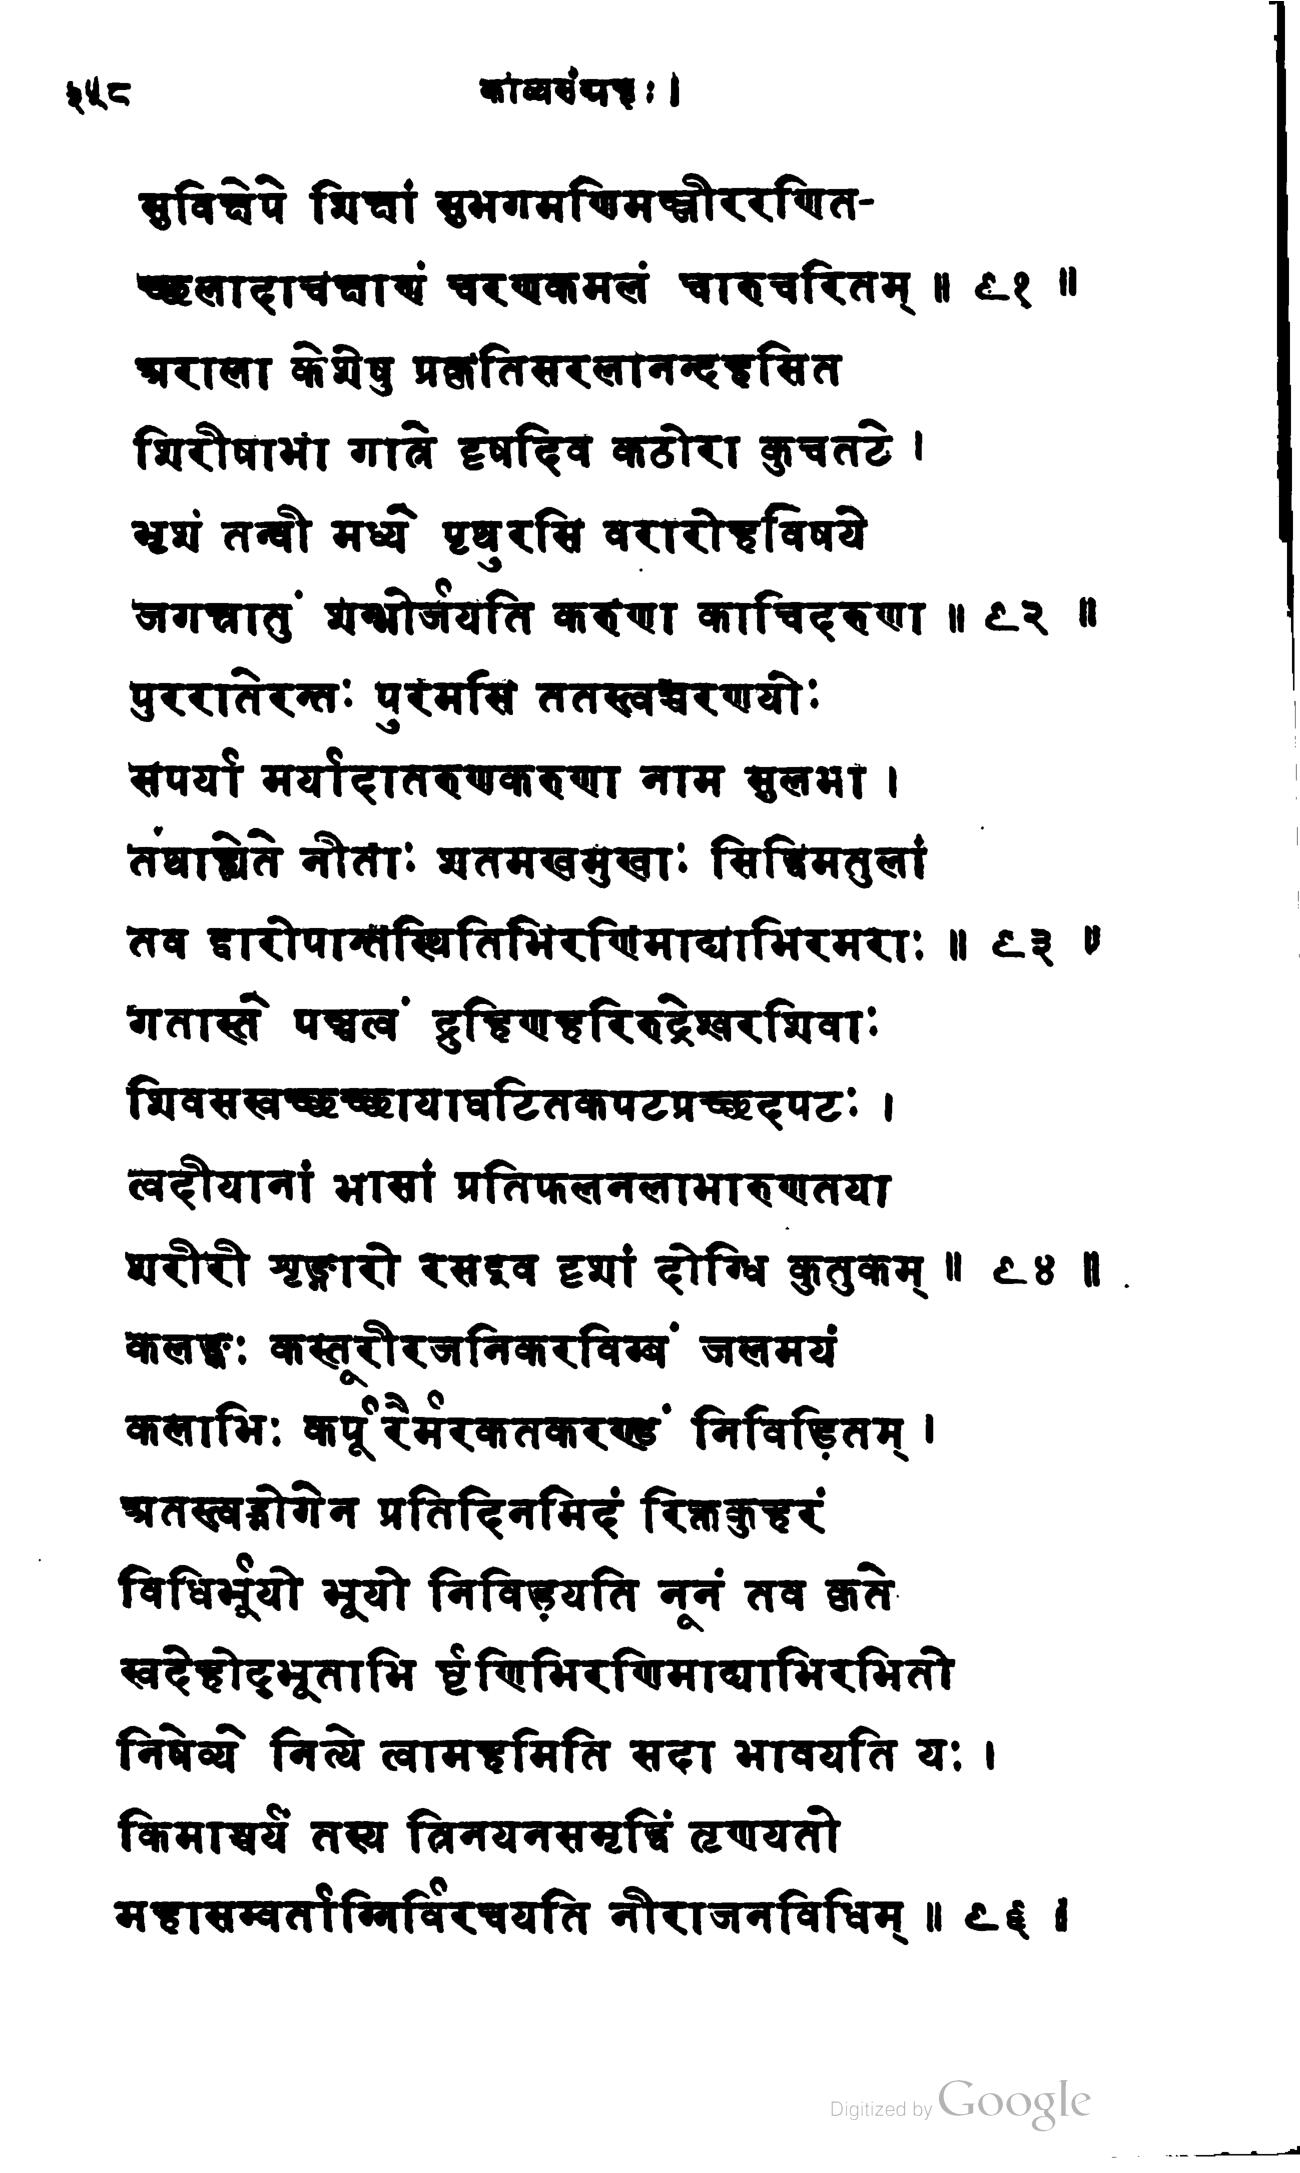 ३५८ काव्यसंग्रहः ।
सुविक्षेपे शिक्षां सुभगमणिमञ्जीररणित-
च्छलादाचक्षाणं चरणकमलं चारुचरितम् ॥ ९१ ॥
अराला केशेषु प्रकृतिसरलानन्दहसित
शिरीषाभा गात्रे दृषदिव कठोरा कुचतटे ।
भृशं तन्वी मध्ये पृथुरसि वरारोहविषये
जगत्त्रातुं शम्भोर्जयति करुणा काचिदरुणा ॥ ९२ ॥
पुररातेरन्तः पुरमसि ततस्त्वच्चरणयोः
सपर्या मर्यादातरुणकरुणा नाम सुलभा ।
तथाह्येते नीताः शतमखमुखाः सिद्धिमतुलां
तव द्वारोपान्तस्थितिभिरणिमाद्याभिरमराः ॥ ९३ ॥
गतास्ते पञ्चत्वं द्रुहिणहरिरुद्रेश्वरशिवाः
शिवसस्वच्छच्छायाघटितकपटप्रच्छदपटः ।
त्वदीयानां भासां प्रतिफलनलाभारुणतया
शरीरी शृङ्गारो रसइव दृशां दोग्धि कुतुकम् ॥ ९४ ॥
कलङ्कः कस्तूरीरजनिकरविम्बं जलमयं
कलाभिः कर्पूरैर्मरकतकरण्डं निविड़ितम् ।
अतस्त्वद्भोगेन प्रतिदिनमिदं रिक्तकुहरं
विधिर्भूयो भूयो निविड़यति नूनं तव कृते
स्वदेहोद्भूताभि र्घृणिभिरणिमाद्याभिरभितो
निषेव्ये नित्ये त्वामहमिति सदा भावयति यः ।
किमाश्चर्यं तस्य त्रिनयनसमृद्धिं तृणयतो
महासम्वर्ताग्निर्विरचयति नीराजनविधिम् ॥ ९६ ।
Digitized by Google